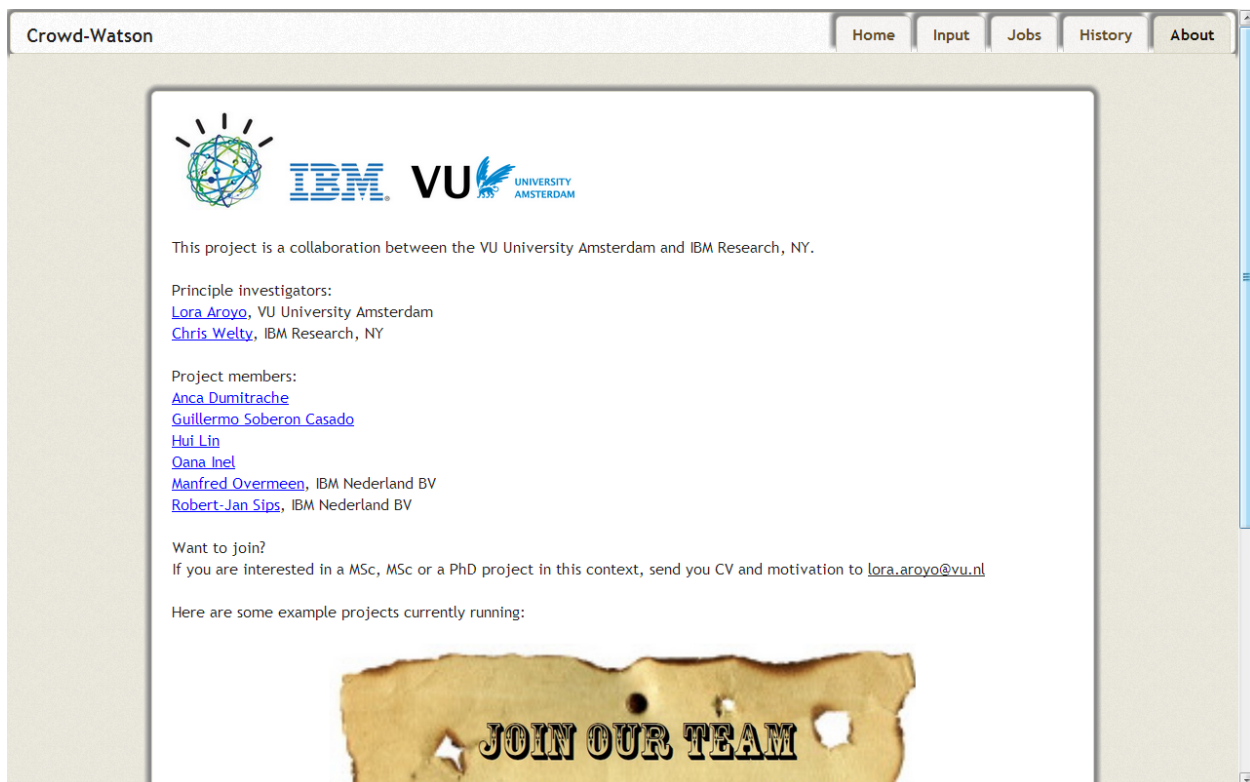 Crowd-Watson
Home
Input
Jobs
History
About
IBM®
VU UNIVERSITY
AMSTERDAM
This project is a collaboration between the VU University Amsterdam and IBM Research, NY.
Principle investigators:
Lora Aroyo, VU University Amsterdam
Chris Welty, IBM Research, NY
Project members:
Anca Dumitrache
Guillermo Soberon Casado
Hui Lin
Oana Inel
Manfred Overmeen, IBM Nederland BV
Robert-Jan Sips, IBM Nederland BV
Want to join?
If you are interested in a MSc, MSc or a PhD project in this context, send you CV and motivation to lora.aroyo@vu.nl
Here are some example projects currently running:
JOIN OUR TEAM